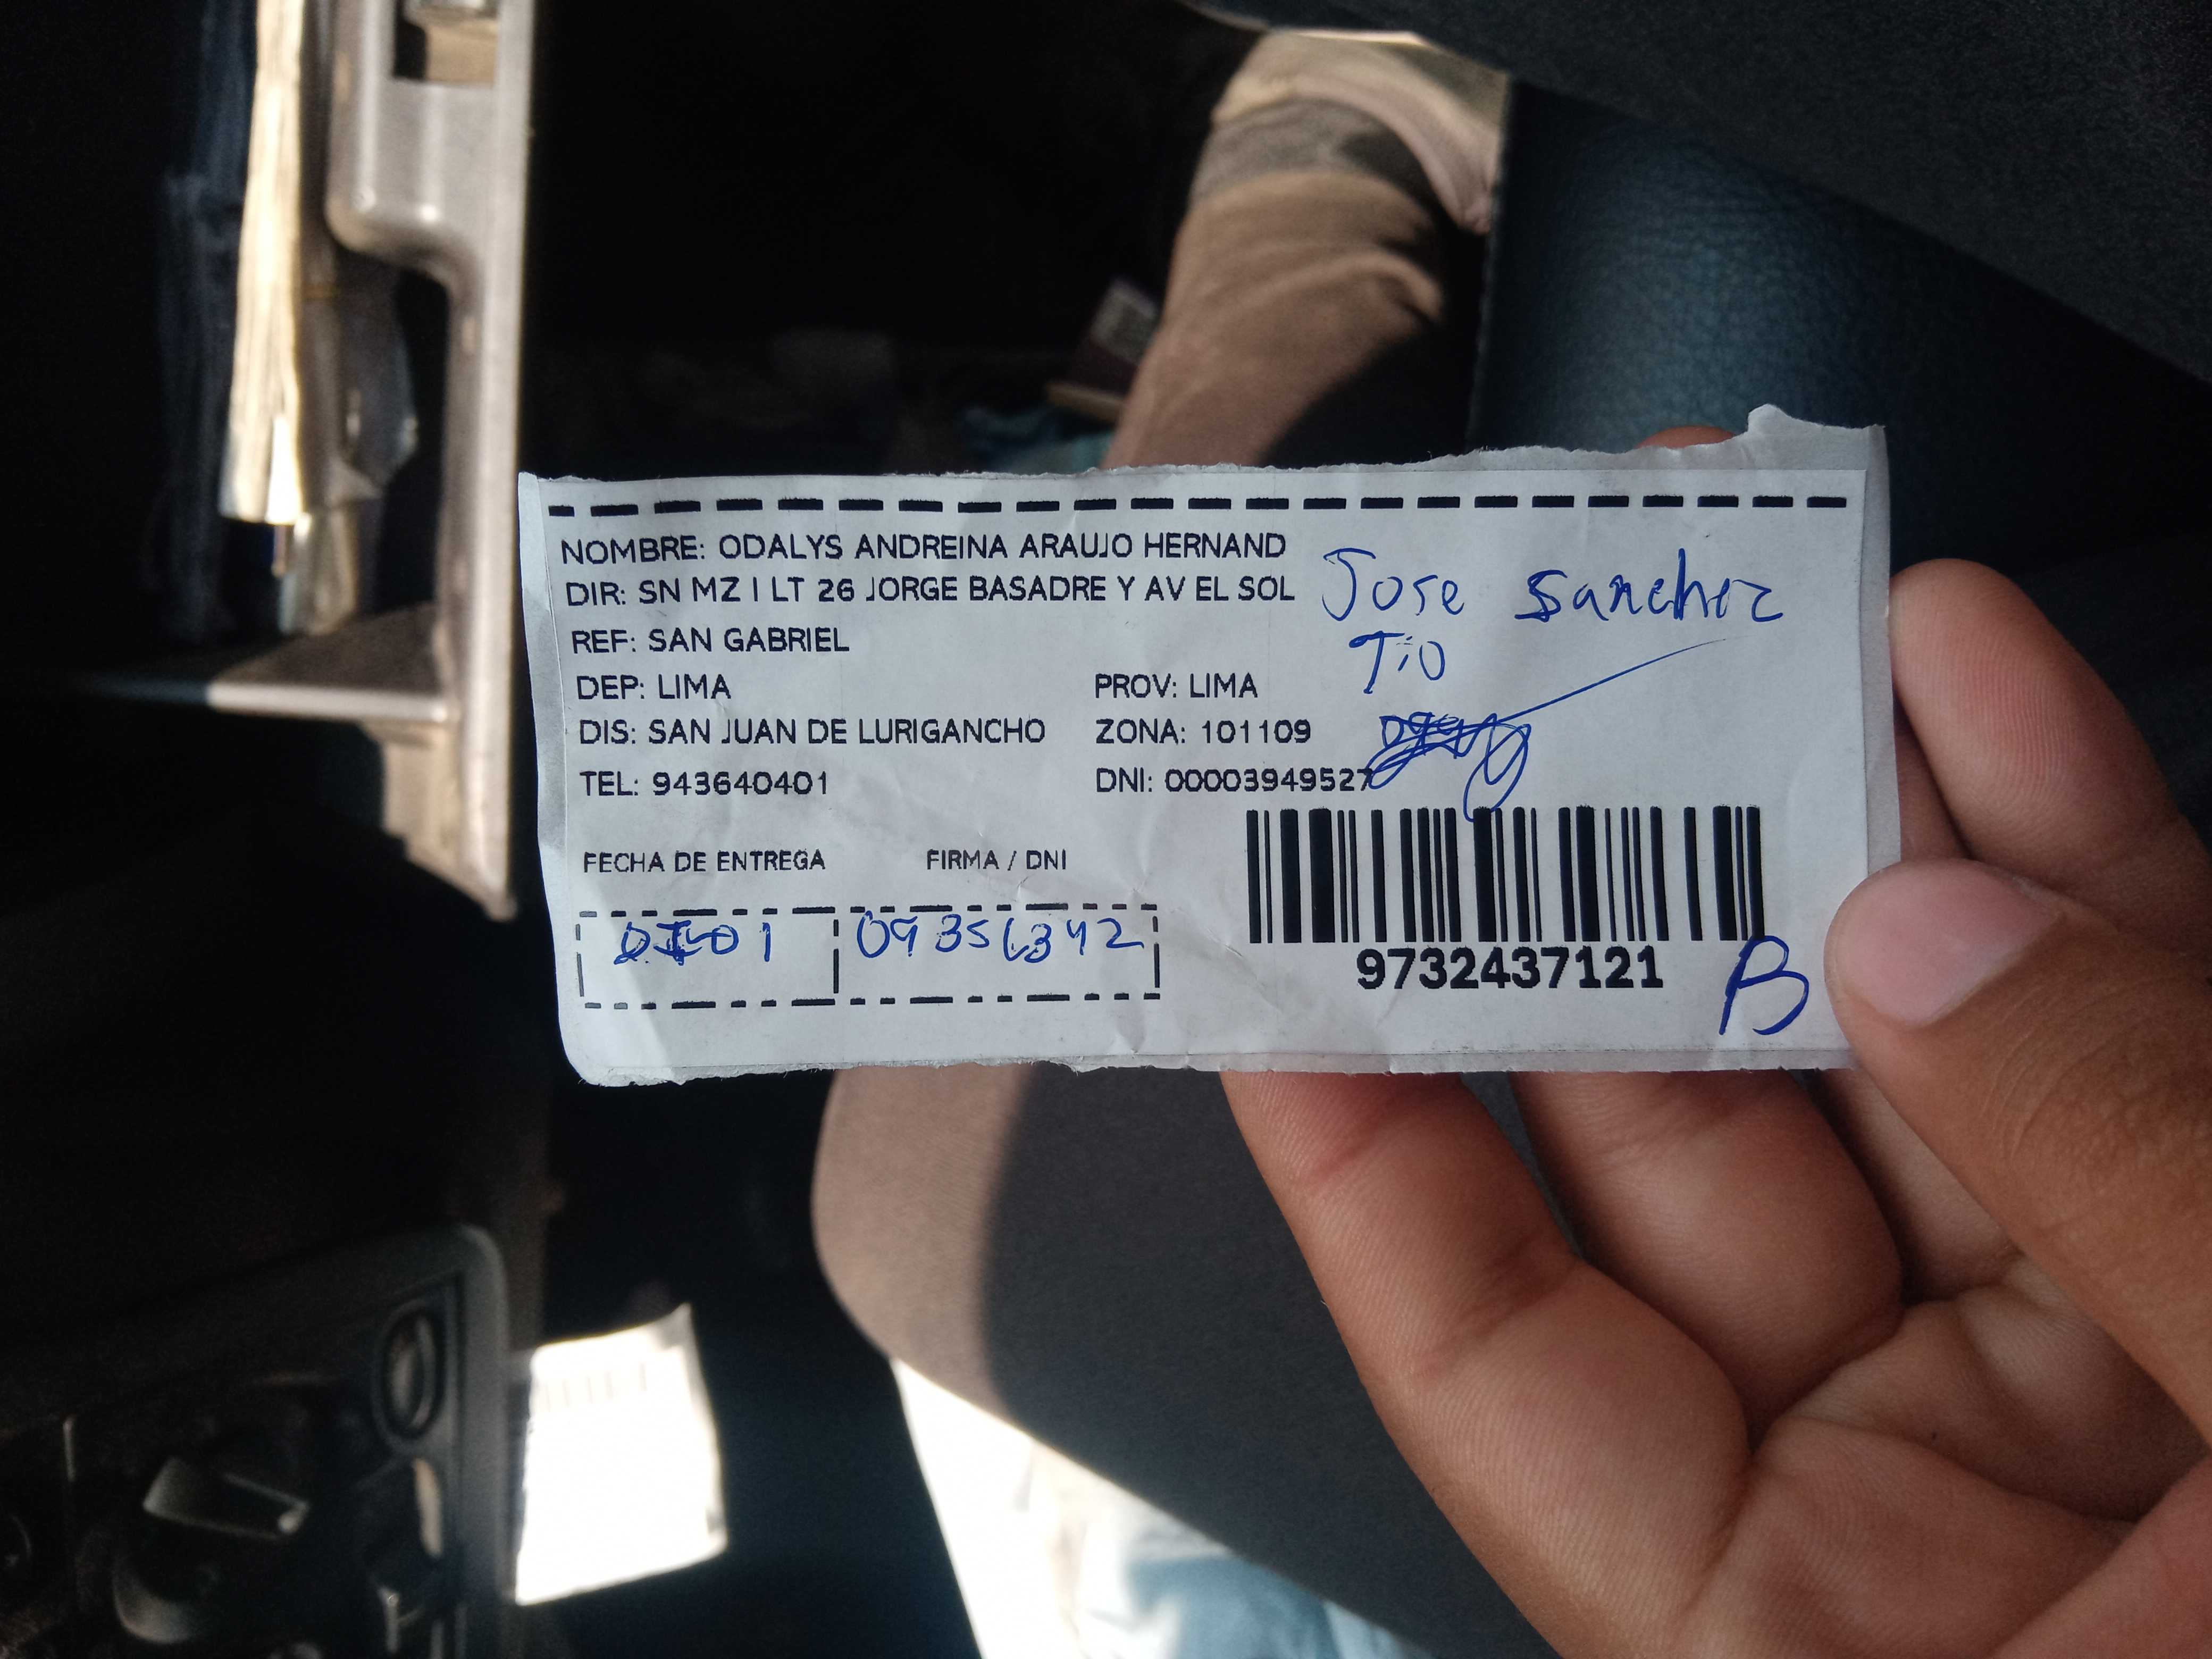 NOMBRE: ODALYS ANDREINA ARAUJO HERNAND
DIR: SN MZ I LT 26 JORGE BASADRE Y AV EL SOL
Jose Sanchez
REF: SAN GABRIEL
Tio
DEP: LIMA PROV: LIMA
DIS: SAN JUAN DE LURIGANCHO ZONA: 101109
TEL: 943640401 DNI: 00003949527
FECHA DE ENTREGA FIRMA / DNI
09356342
9732437121
B